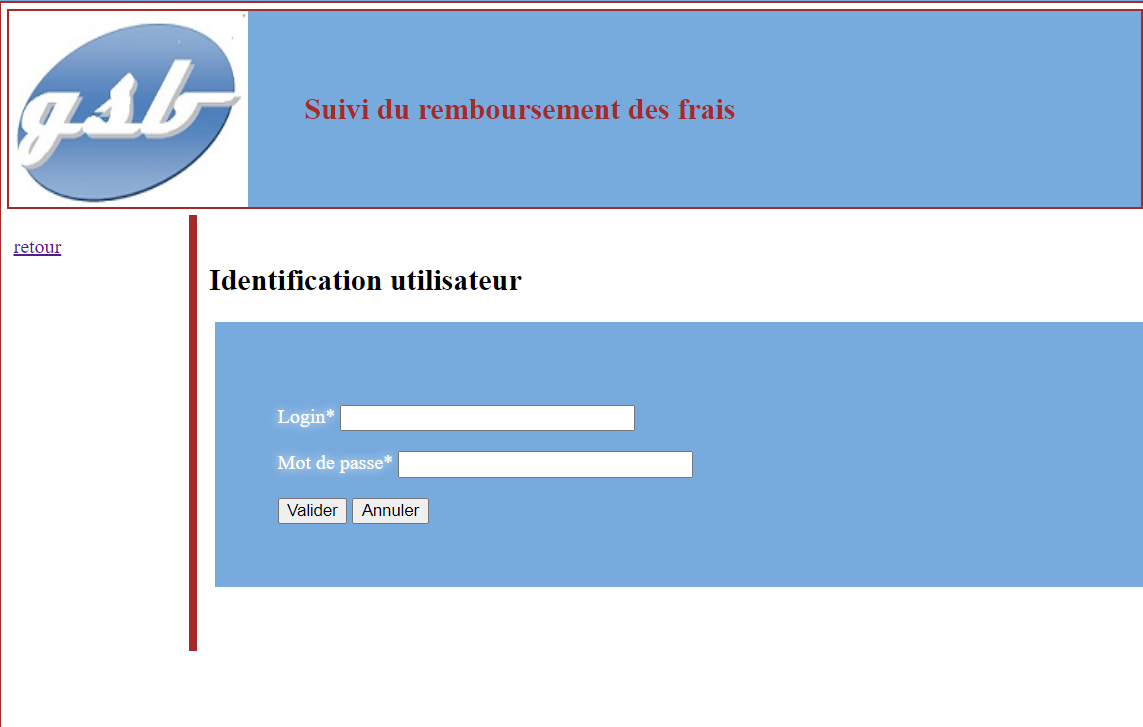 gsb
Suivi du remboursement des frais
retour
Identification utilisateur
Login*
Mot de passe*
Valider Annuler